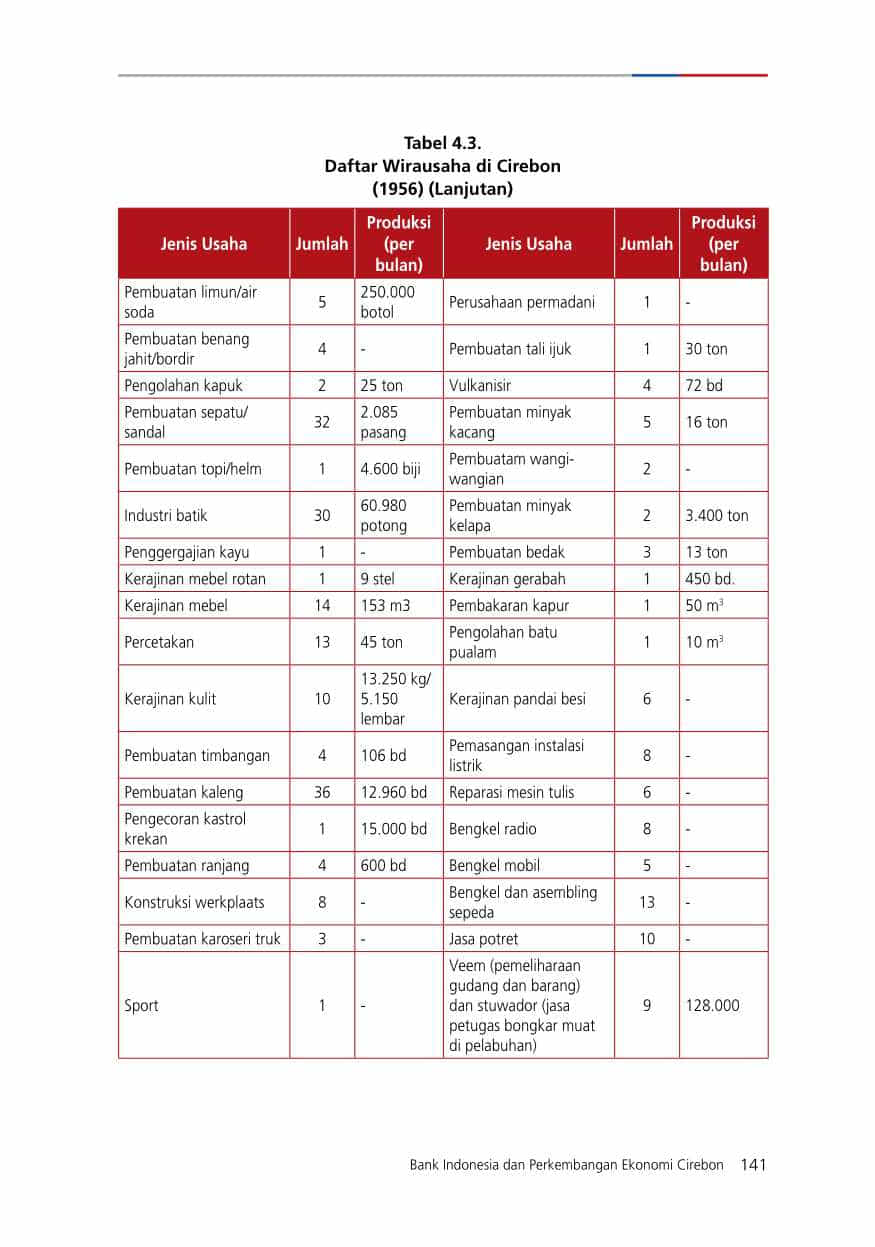 Tabel 4.3.
Daftar Wirausaha di Cirebon
(1956) (Lanjutan)
Jenis Usaha Jumlah Produksi (per bulan) Jenis Usaha Jumlah Produksi (per bulan)
Pembuatan limun/air soda 5 250.000 botol Perusahaan permadani 1 -
Pembuatan benang jahit/bordir 4 - Pembuatan tali ijuk 1 30 ton
Pengolahan kapuk 2 25 ton Vulkanisir 4 72 bd
Pembuatan sepatu/ sandal 32 2.085 pasang Pembuatan minyak kacang 5 16 ton
Pembuatan topi/helm 1 4.600 biji Pembuatam wangi-wangian 2 -
Industri batik 30 60.980 potong Pembuatan minyak kelapa 2 3.400 ton
Penggergajian kayu 1 - Pembuatan bedak 3 13 ton
Kerajinan mebel rotan 1 9 stel Kerajinan gerabah 1 450 bd.
Kerajinan mebel 14 153 m3 Pembakaran kapur 1 50 m³
Percetakan 13 45 ton Pengolahan batu pualam 1 10 m³
Kerajinan kulit 10 13.250 kg/ 5.150 lembar Kerajinan pandai besi 6 -
Pembuatan timbangan 4 106 bd Pemasangan instalasi listrik 8 -
Pembuatan kaleng 36 12.960 bd Reparasi mesin tulis 6 -
Pengecoran kastrol krekan 1 15.000 bd Bengkel radio 8 -
Pembuatan ranjang 4 600 bd Bengkel mobil 5 -
Konstruksi werkplaats 8 - Bengkel dan asembling sepeda 13 -
Pembuatan karoseri truk 3 - Jasa potret 10 -
Sport 1 - Veem (pemeliharaan gudang dan barang) dan stuwador (jasa petugas bongkar muat di pelabuhan) 9 128.000
Bank Indonesia dan Perkembangan Ekonomi Cirebon 141